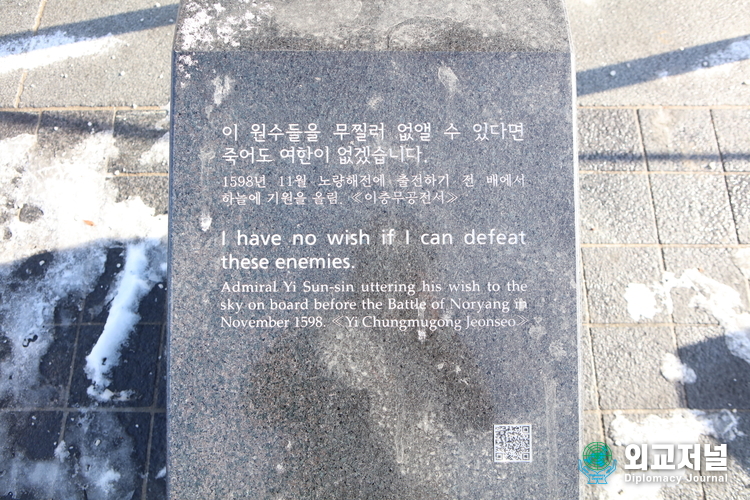 이 원수들을 무찔러 없앨 수 있다면
죽어도 여한이 없겠습니다.
1598년 11월 노량해전에 출전하기 전 배에서
하늘에 기원을 올림. ≪이충무공전서≫
I have no wish if I can defeat
these enemies.
Admiral Yi Sun-sin uttering his wish to the
sky on board before the Battle of Noryang in
November 1598. ≪Yi Chungmugong Jeonseo≫
외교저널
Diplomacy Journal